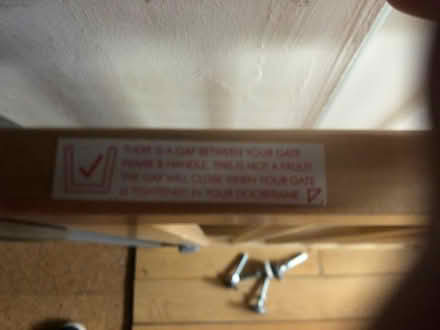 THERE IS A GAP BETWEEN YOUR GATE
FRAME & HANDLE. THIS IS NOT A FAULT!
THE GAP WILL CLOSE WHEN YOUR GATE
IS TIGHTENED IN YOUR DOORFRAME